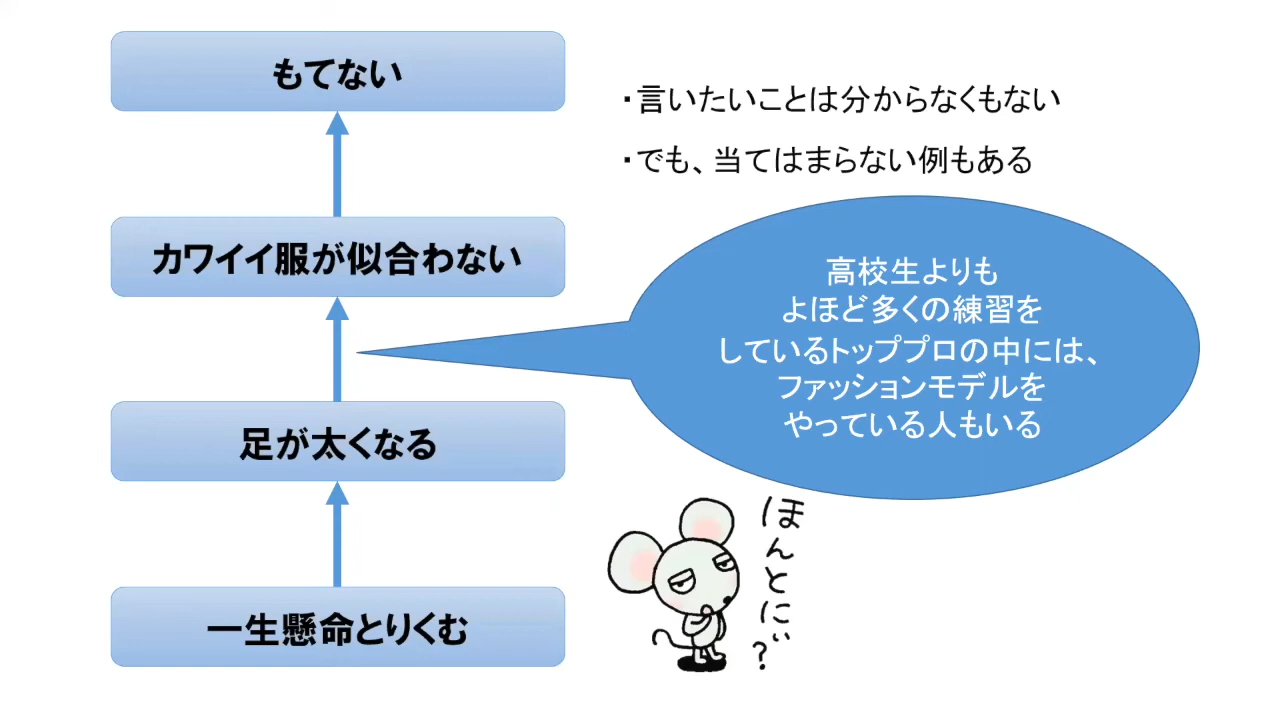 もてない
・言いたいことは分からなくもない
・でも、当てはまらない例もある
カワイイ服が似合わない
高校生よりも
よほど多くの練習を
しているトッププロの中には、
ファッションモデルを
やっている人もいる
足が太くなる
一生懸命とりくむ
ほんとにぃ?